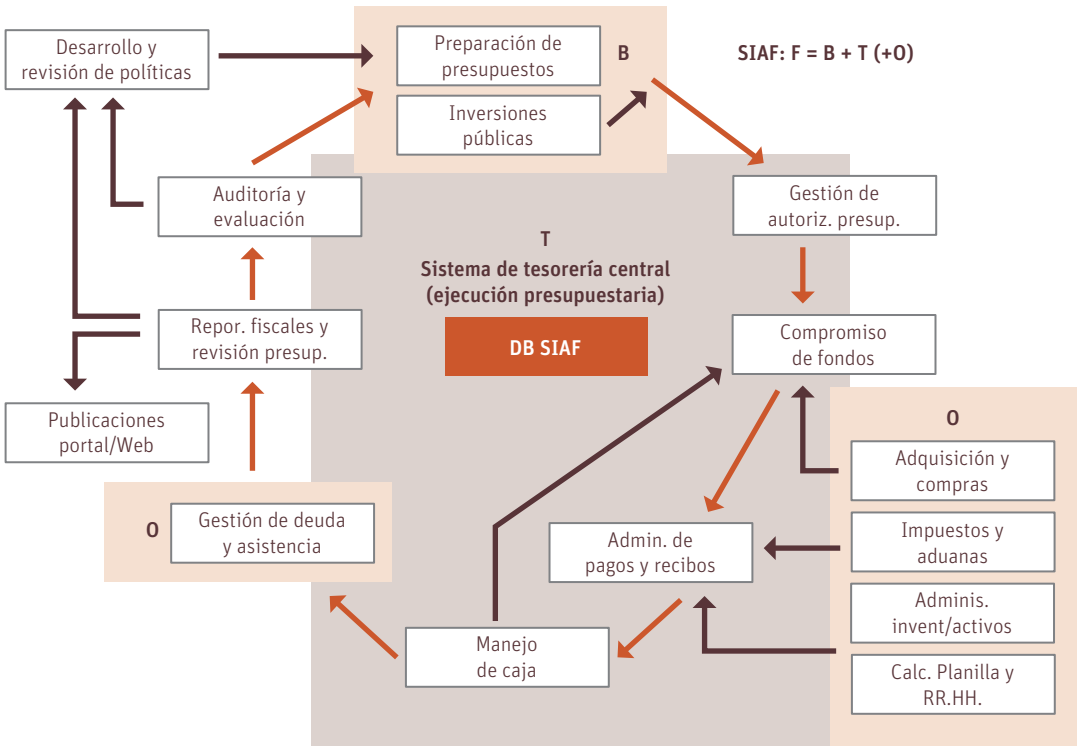 Desarrollo y
revisión de políticas
Preparación de
presupuestos
B
SIAF: F = B + T (+O)
Inversiones
públicas
Auditoría y
evaluación
Gestión de
autoriz. presup.
T
Sistema de tesorería central
(ejecución presupuestaria)
DB SIAF
Repor. fiscales y
revisión presup.
Compromiso
de fondos
Publicaciones
portal/Web
O
Adquisición y
compras
O
Gestión de deuda
y asistencia
Admin. de
pagos y recibos
Impuestos y
aduanas
Adminis.
invent/activos
Manejo
de caja
Calc. Planilla y
RR.HH.